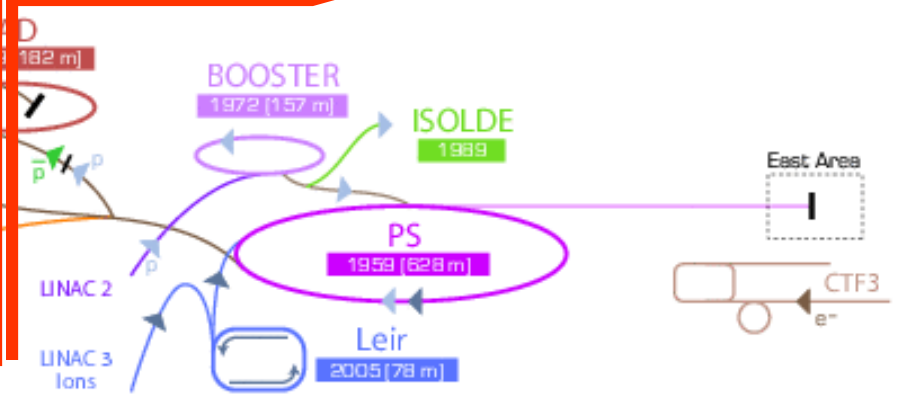 AD
182 m]
BOOSTER
1972 [157 m]
ISOLDE
1989
East Area
p̅
p
PS
1959 [628 m]
p
LINAC 2
CTF3
e-
Leir
2005 [78 m]
LINAC 3
Ions